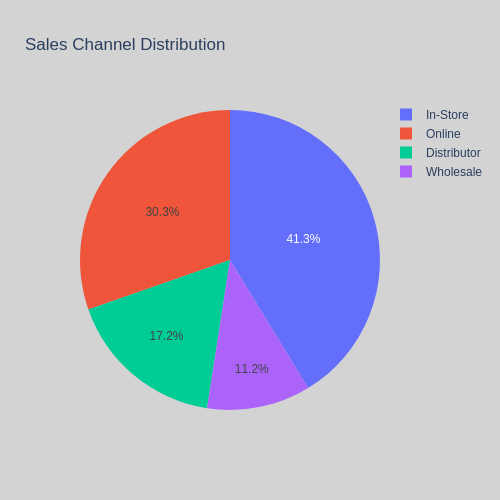 Sales Channel Distribution
In-Store
Online
Distributor
Wholesale
30.3%
41.3%
17.2%
11.2%